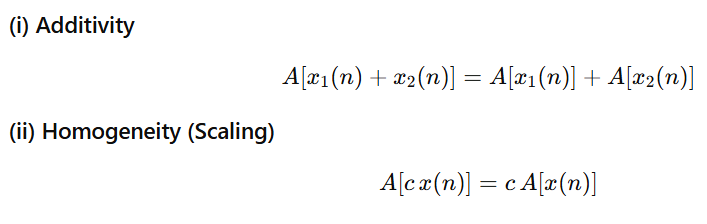 (i) Additivity
A[x₁(n) + x₂(n)] = A[x₁(n)] + A[x₂(n)]
(ii) Homogeneity (Scaling)
A[c x(n)] = c A[x(n)]